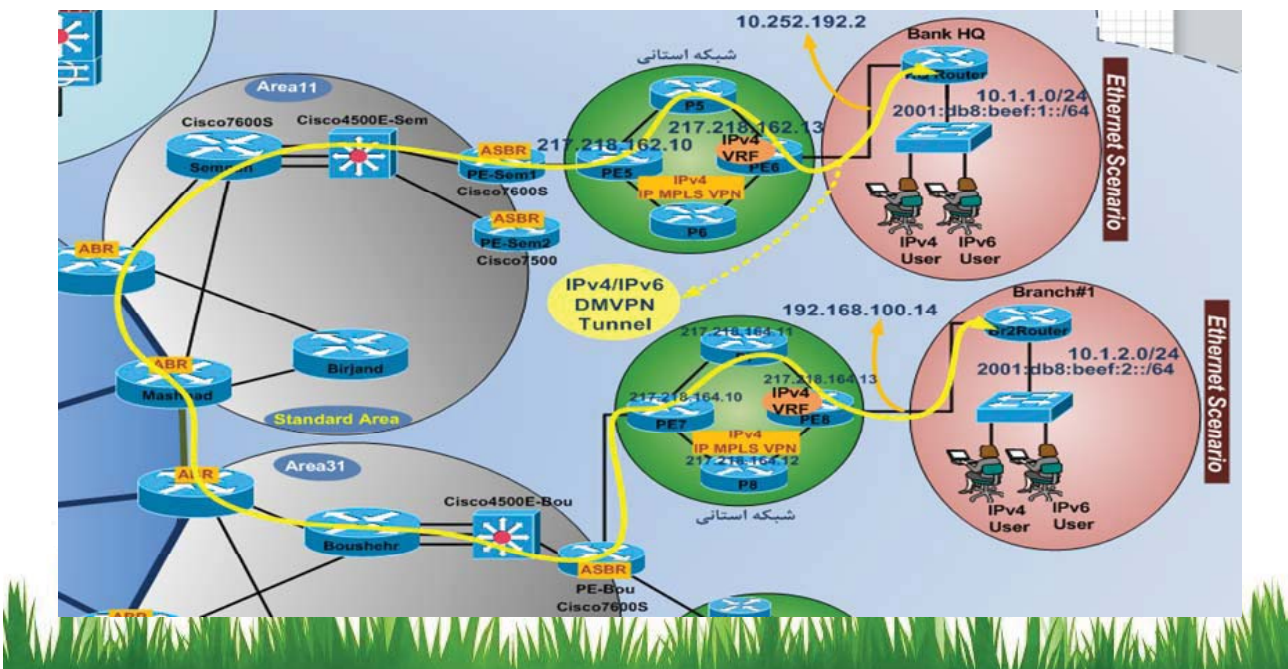 10.252.192.2
Bank HQ
HQ Router
10.1.1.0/24
2001:db8:beef:1::/64
IPv4
User
IPv6
User
Ethernet Scenario
شبکه استانی
P5
217.218.162.10
217.218.162.13
IPv4
VRF
PE5
PE6
IPv4
IP MPLS VPN
P6
Area11
Cisco7600S
Cisco4500E-Sem
Semnan
ASBR
PE-Sem1
Cisco7600S
ASBR
PE-Sem2
Cisco7500
ABR
ABR
Mashhad
Birjand
Standard Area
IPv4/IPv6
DMVPN
Tunnel
192.168.100.14
Branch#1
Br2Router
10.1.2.0/24
2001:db8:beef:2::/64
IPv4
User
IPv6
User
Ethernet Scenario
217.218.164.11
217.218.164.13
217.218.164.10
IPv4
VRF
PE7
PE8
IPv4
IP MPLS VPN
217.218.164.12
P8
شبکه استانی
ABR
Area31
Cisco4500E-Bou
Boushehr
ASBR
PE-Bou
Cisco7600S
ABR